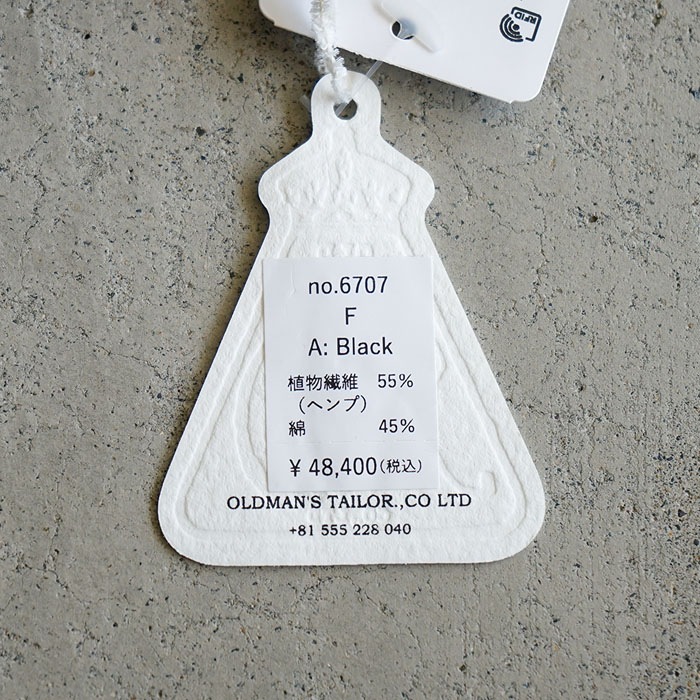 RFID
no.6707
F
A: Black
植物繊維 55%
(ヘンプ)
綿 45%
¥ 48,400(税込)
OLDMAN'S TAILOR.,CO LTD
+81 555 228 040